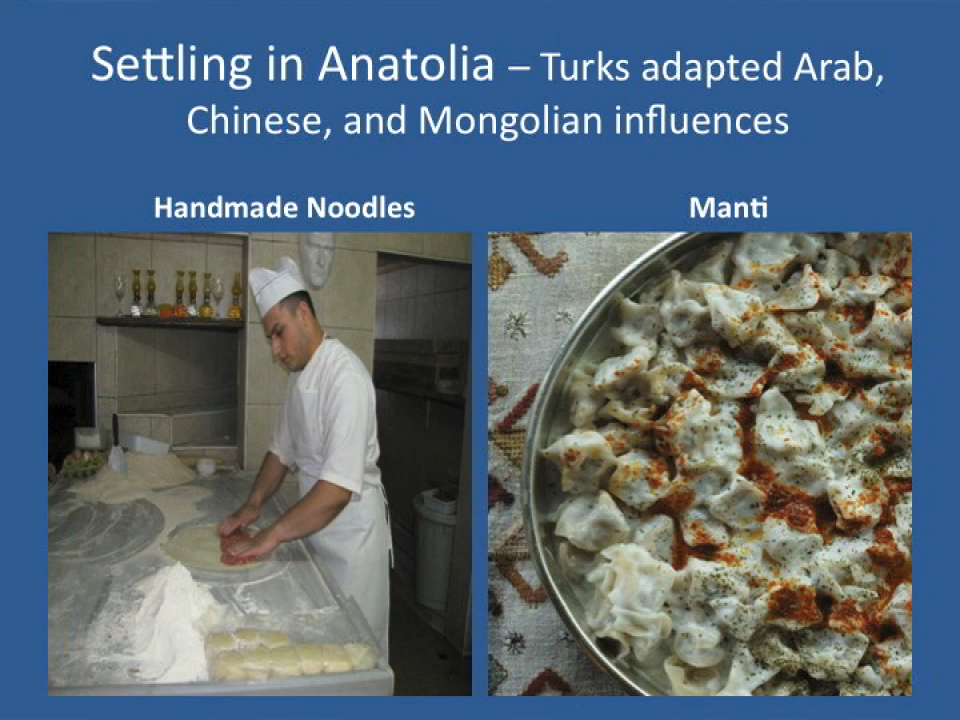 Settling in Anatolia – Turks adapted Arab,
Chinese, and Mongolian influences
Handmade Noodles
Manti